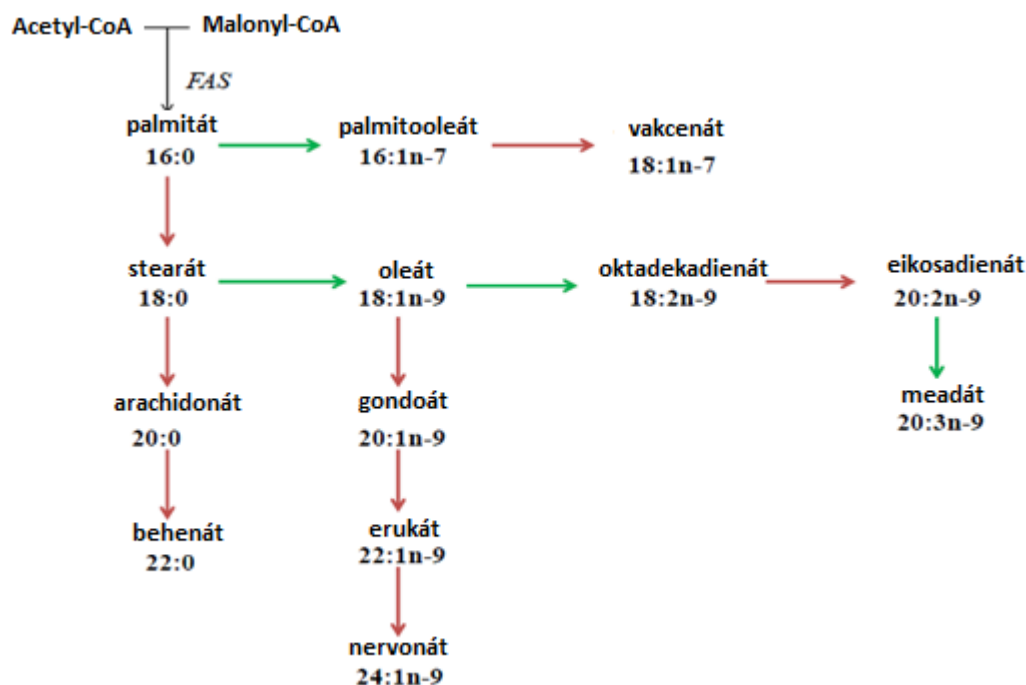 Acetyl-CoA
Malonyl-CoA
FAS
palmitát
16:0
palmitooleát
16:1n-7
vakcenát
18:1n-7
stearát
18:0
oleát
18:1n-9
oktadekadienát
18:2n-9
eikosadienát
20:2n-9
arachidonát
20:0
gondoát
20:1n-9
meadát
20:3n-9
behenát
22:0
erukát
22:1n-9
nervonát
24:1n-9